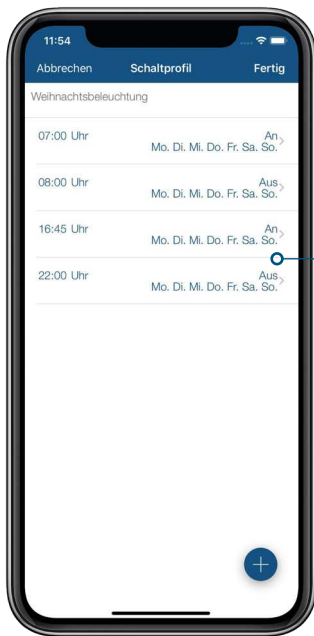 11:54
Abbrechen Schaltprofil Fertig
Weihnachtsbeleuchtung
07:00 Uhr An
Mo. Di. Mi. Do. Fr. Sa. So.
08:00 Uhr Aus
Mo. Di. Mi. Do. Fr. Sa. So.
16:45 Uhr An
Mo. Di. Mi. Do. Fr. Sa. So.
22:00 Uhr Aus
Mo. Di. Mi. Do. Fr. Sa. So.